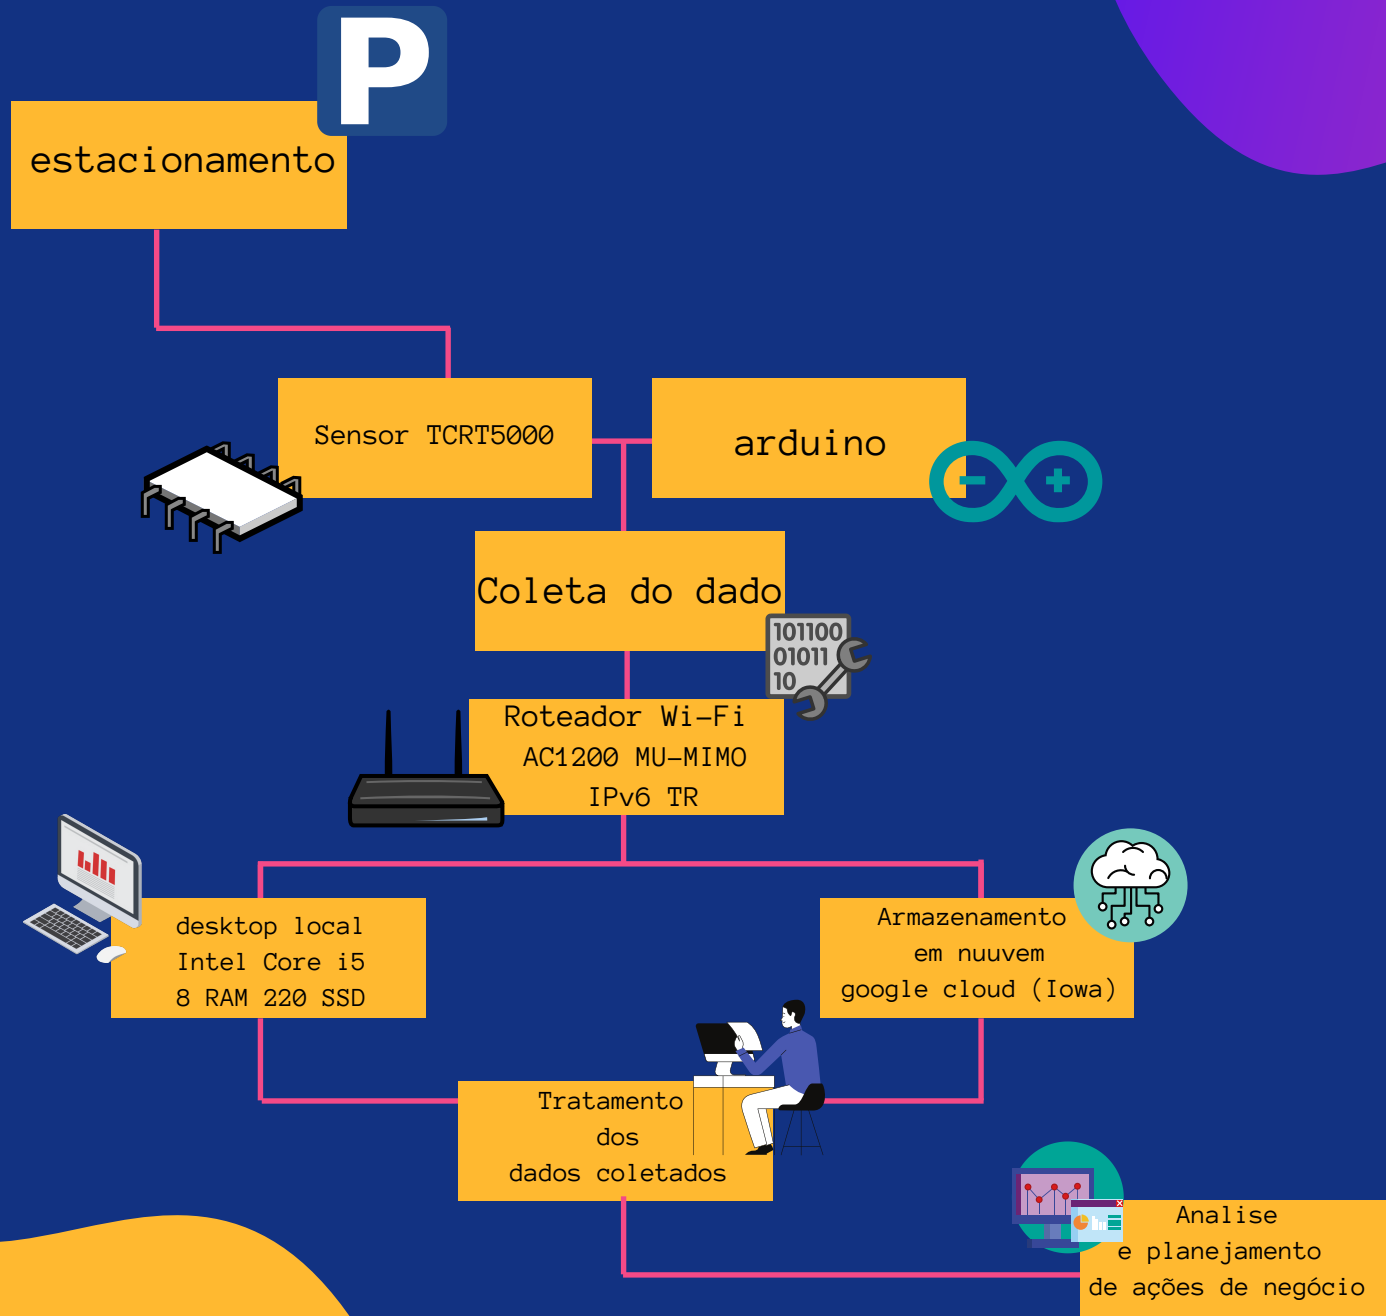 P
estacionamento
Sensor TCRT5000
arduino
Coleta do dado
101100
01011
10
Roteador Wi-Fi
AC1200 MU-MIMO
IPv6 TR
desktop local
Intel Core i5
8 RAM 220 SSD
Armazenamento
em nuuvem
google cloud (Iowa)
Tratamento
dos
dados coletados
Analise
e planejamento
de ações de negócio